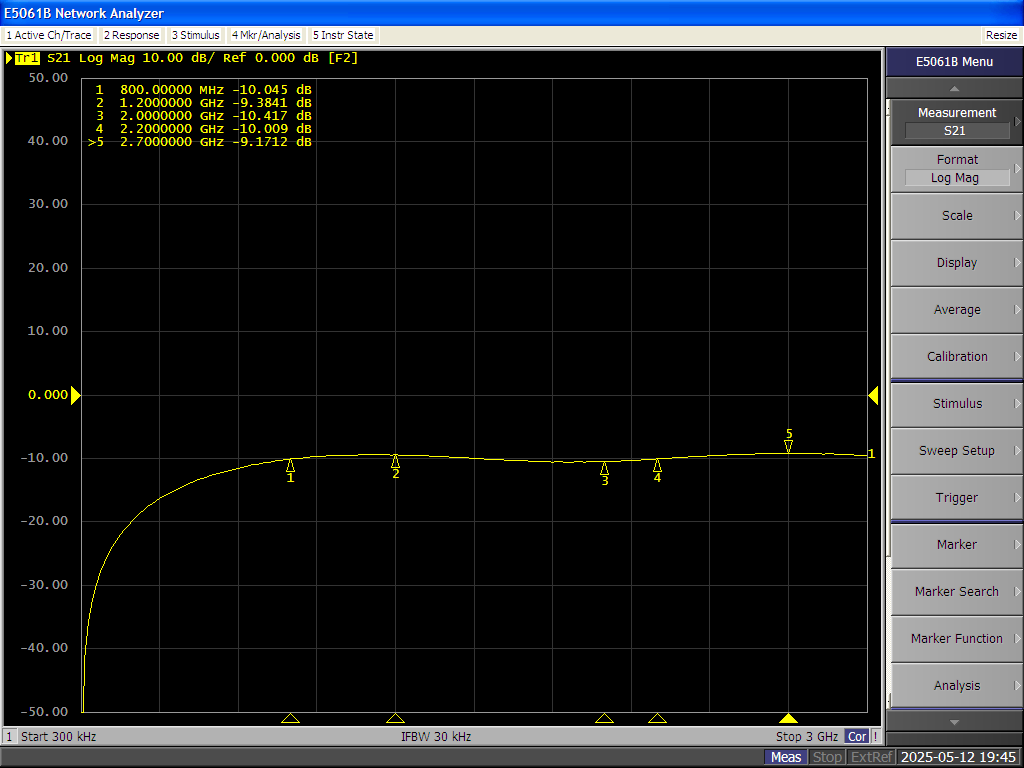 E5061B Network Analyzer
1 Active Ch/Trace 2 Response 3 Stimulus 4 Mkr/Analysis 5 Instr State Resize
Tr1 S21 Log Mag 10.00 dB/ Ref 0.000 dB [F2]
50.00
1 800.00000 MHz -10.045 dB
2 1.2000000 GHz -9.3841 dB
3 2.0000000 GHz -10.417 dB
4 2.2000000 GHz -10.009 dB
>5 2.7000000 GHz -9.1712 dB
40.00
30.00
20.00
10.00
0.000
-10.00
-20.00
-30.00
-40.00
-50.00
1
2
3
4
5
1
1 Start 300 kHz IFBW 30 kHz Stop 3 GHz Cor !
E5061B Menu
Measurement
S21
Format
Log Mag
Scale
Display
Average
Calibration
Stimulus
Sweep Setup
Trigger
Marker
Marker Search
Marker Function
Analysis
Meas Stop ExtRef 2025-05-12 19:45